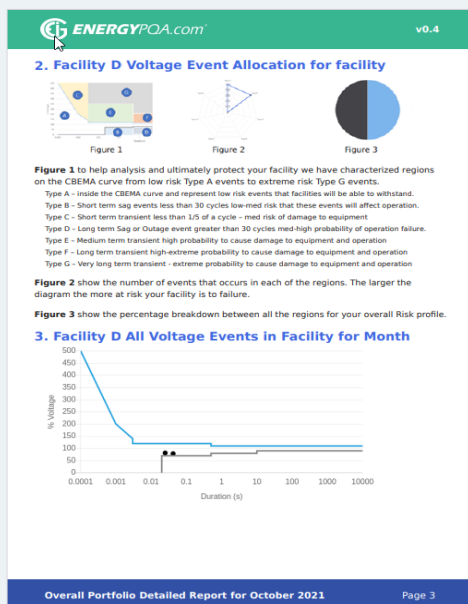 ENERGYPQA.com
v0.4
2. Facility D Voltage Event Allocation for facility
C
G
A
E
F
B
D
Figure 1
Figure 2
Figure 3
Figure 1 to help analysis and ultimately protect your facility we have characterized regions
on the CBEMA curve from low risk Type A events to extreme risk Type G events.
Type A – inside the CBEMA curve and represent low risk events that facilities will be able to withstand.
Type B – Short term sag events less than 30 cycles low-med risk that these events will affect operation.
Type C – Short term transient less than 1/5 of a cycle – med risk of damage to equipment
Type D – Long term Sag or Outage event greater than 30 cycles med-high probability of operation failure.
Type E – Medium term transient high probability to cause damage to equipment and operation
Type F – Long term transient high-extreme probability to cause damage to equipment and operation
Type G – Very long term transient - extreme probability to cause damage to equipment and operation
Figure 2 show the number of events that occurs in each of the regions. The larger the
diagram the more at risk your facility is to failure.
Figure 3 show the percentage breakdown between all the regions for your overall Risk profile.
3. Facility D All Voltage Events in Facility for Month
% Voltage
500
450
400
350
300
250
200
150
100
50
0
0.0001 0.001 0.01 0.1 1 10 100 1000 10000
Duration (s)
Overall Portfolio Detailed Report for October 2021
Page 3